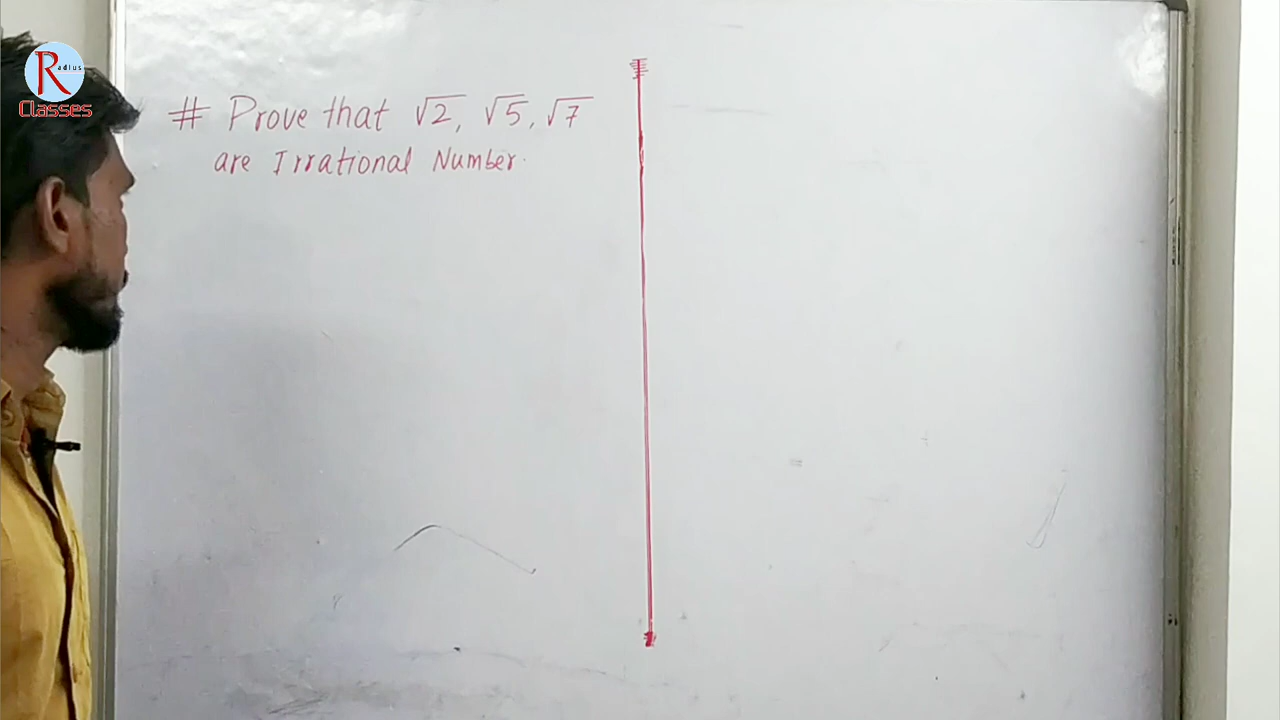 Radius
Classes
# Prove that √2, √5, √7
are Irrational Number.